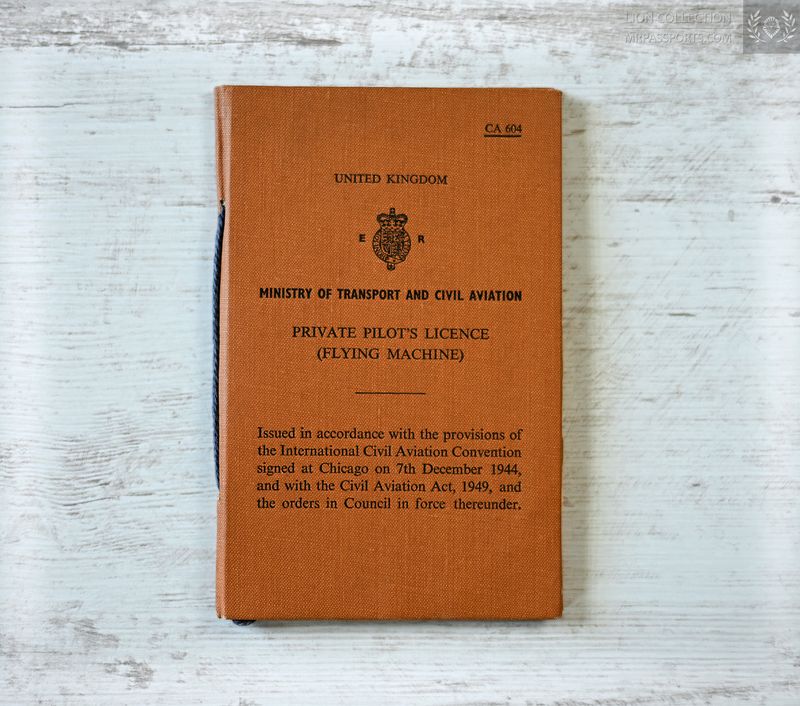 LION COLLECTION
MRPASSPORTS.COM
CA 604
UNITED KINGDOM
E R
MINISTRY OF TRANSPORT AND CIVIL AVIATION
PRIVATE PILOT'S LICENCE
(FLYING MACHINE)
Issued in accordance with the provisions of
the International Civil Aviation Convention
signed at Chicago on 7th December 1944,
and with the Civil Aviation Act, 1949, and
the orders in Council in force thereunder.